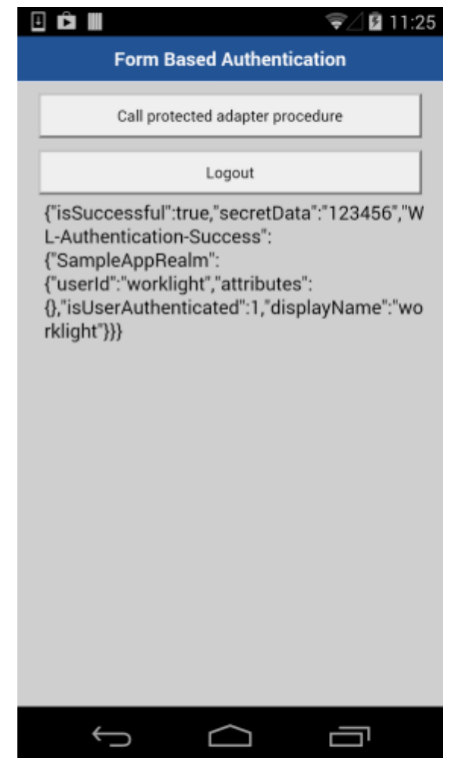 11:25
Form Based Authentication
Call protected adapter procedure
Logout
{"isSuccessful":true,"secretData":"123456","W
L-Authentication-Success":
{"SampleAppRealm":
{"userId":"worklight","attributes":
{},"isUserAuthenticated":1,"displayName":"wo
rklight"}}}